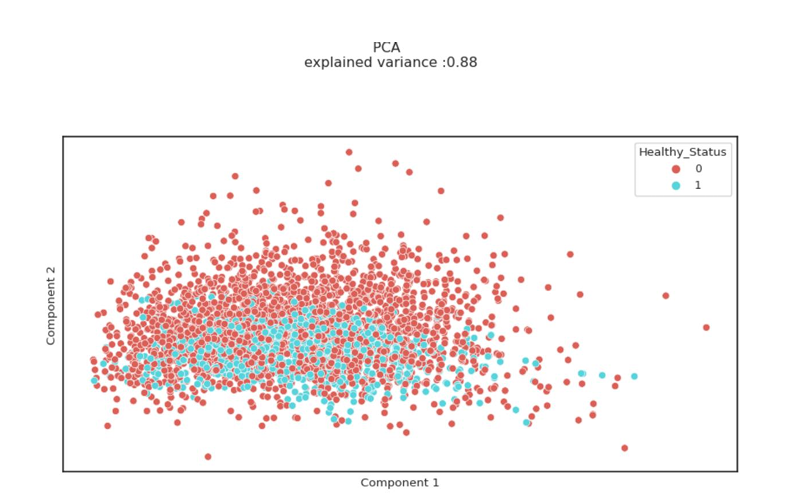 PCA
explained variance :0.88
Healthy_Status
0
1
Component 2
Component 1